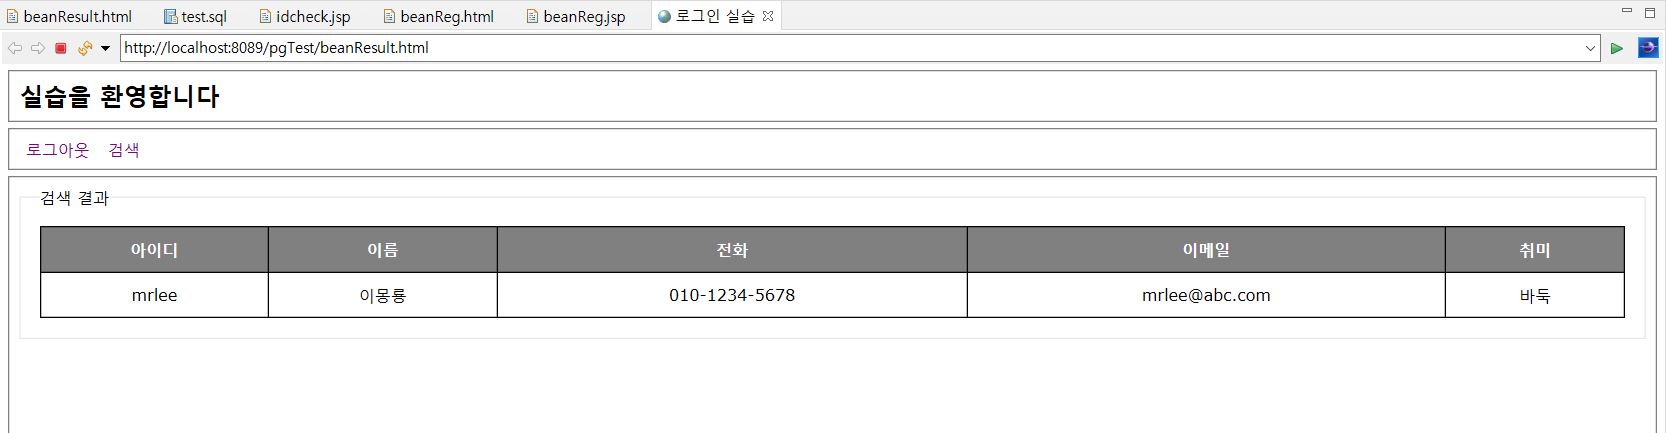 beanResult.html test.sql idcheck.jsp beanReg.html beanReg.jsp 로그인 실습
http://localhost:8089/pgTest/beanResult.html
실습을 환영합니다
로그아웃 검색
검색 결과
아이디 이름 전화 이메일 취미
mrlee 이몽룡 010-1234-5678 mrlee@abc.com 바둑